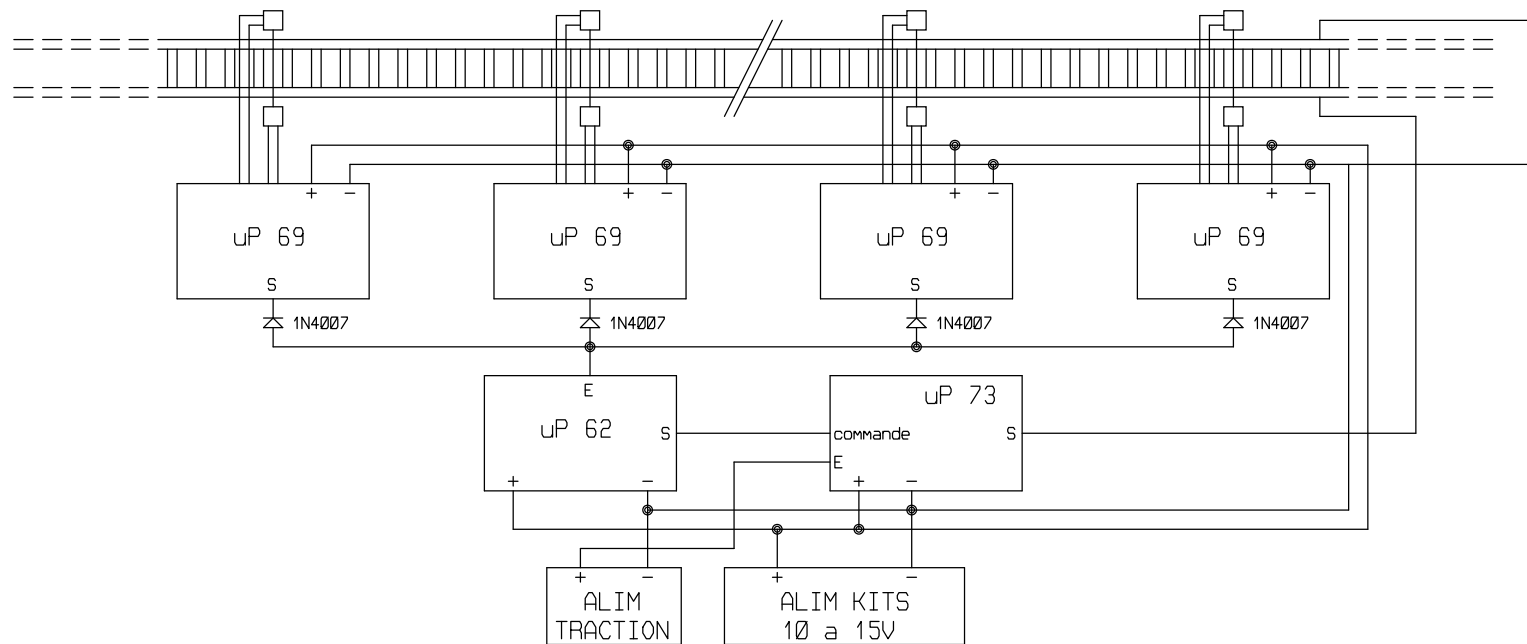 + -
+ -
+ -
+ -
uP 69
uP 69
uP 69
uP 69
S
S
S
S
1N4007
1N4007
1N4007
1N4007
E
uP 62
S
+ -
uP 73
commande
S
E
+ -
+ -
ALIM
TRACTION
+ -
ALIM KITS
10 a 15V